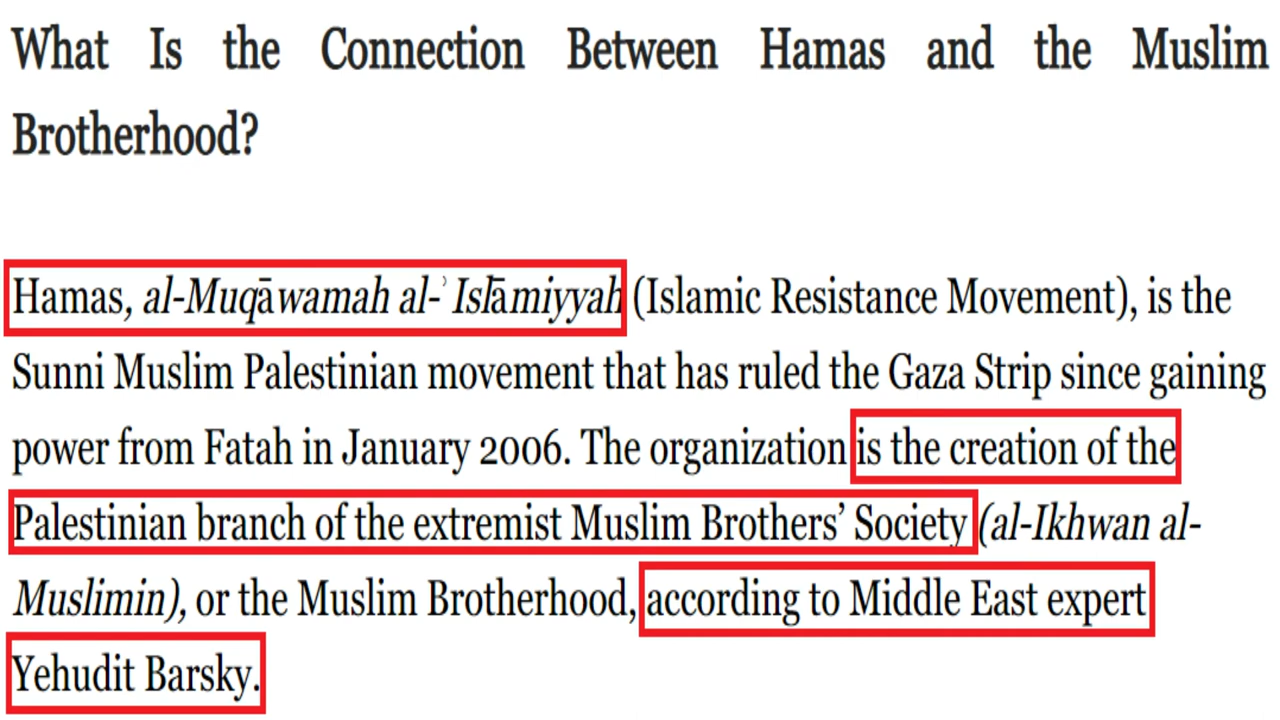 What Is the Connection Between Hamas and the Muslim
Brotherhood?
Hamas, al-Muqāwamah al-ʾIslāmiyyah (Islamic Resistance Movement), is the
Sunni Muslim Palestinian movement that has ruled the Gaza Strip since gaining
power from Fatah in January 2006. The organization is the creation of the
Palestinian branch of the extremist Muslim Brothers’ Society (al-Ikhwan al-
Muslimin), or the Muslim Brotherhood, according to Middle East expert
Yehudit Barsky.